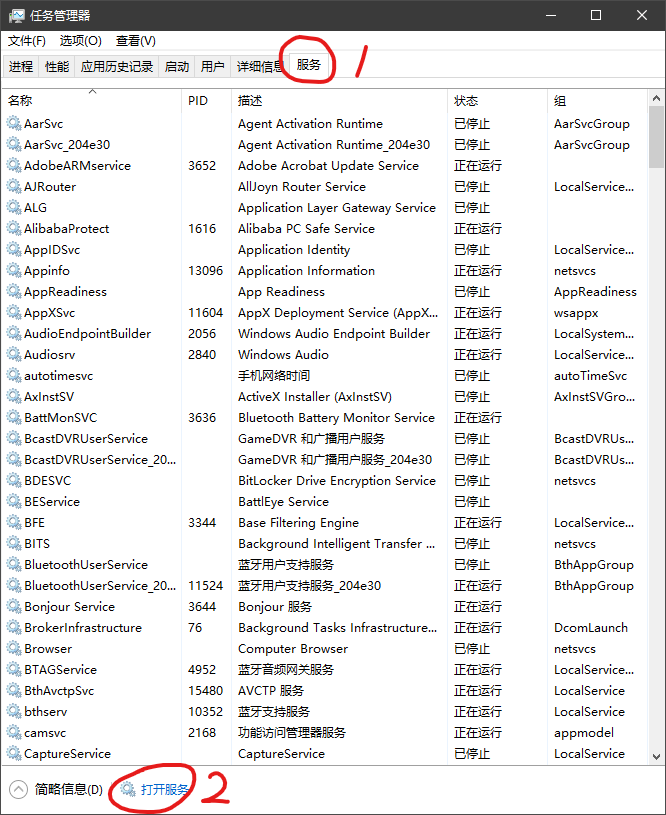 任务管理器
文件(F) 选项(O) 查看(V)
进程 性能 应用历史记录 启动 用户 详细信息 服务 1
名称 PID 描述 状态 组
AarSvc Agent Activation Runtime 已停止 AarSvcGroup
AarSvc_204e30 Agent Activation Runtime_204e30 已停止 AarSvcGroup
AdobeARMservice 3652 Adobe Acrobat Update Service 正在运行
AJRouter AllJoyn Router Service 已停止 LocalService...
ALG Application Layer Gateway Service 已停止
AlibabaProtect 1616 Alibaba PC Safe Service 正在运行
AppIDSvc Application Identity 已停止 LocalService...
Appinfo 13096 Application Information 正在运行 netsvcs
AppReadiness App Readiness 已停止 AppReadiness
AppXSvc 11604 AppX Deployment Service (AppX... 正在运行 wsappx
AudioEndpointBuilder 2056 Windows Audio Endpoint Builder 正在运行 LocalSystem...
Audiosrv 2840 Windows Audio 正在运行 LocalService...
autotimesvc 手机网络时间 已停止 autoTimeSvc
AxInstSV ActiveX Installer (AxInstSV) 已停止 AxInstSVGro...
BattMonSVC 3636 Bluetooth Battery Monitor Service 正在运行
BcastDVRUserService GameDVR 和广播用户服务 已停止 BcastDVRUs...
BcastDVRUserService_20... GameDVR 和广播用户服务_204e30 已停止 BcastDVRUs...
BDESVC BitLocker Drive Encryption Service 已停止 netsvcs
BEService BattlEye Service 已停止
BFE 3344 Base Filtering Engine 正在运行 LocalService...
BITS Background Intelligent Transfer ... 已停止 netsvcs
BluetoothUserService 蓝牙用户支持服务 已停止 BthAppGroup
BluetoothUserService_20... 11524 蓝牙用户支持服务_204e30 正在运行 BthAppGroup
Bonjour Service 3644 Bonjour 服务 正在运行
BrokerInfrastructure 76 Background Tasks Infrastructure... 正在运行 DcomLaunch
Browser Computer Browser 已停止 netsvcs
BTAGService 4952 蓝牙音频网关服务 正在运行 LocalService...
BthAvctpSvc 15480 AVCTP 服务 正在运行 LocalService
bthserv 10352 蓝牙支持服务 正在运行 LocalService
camsvc 2168 功能访问管理器服务 正在运行 appmodel
CaptureService CaptureService 已停止 LocalService
简略信息(D) 打开服务 2